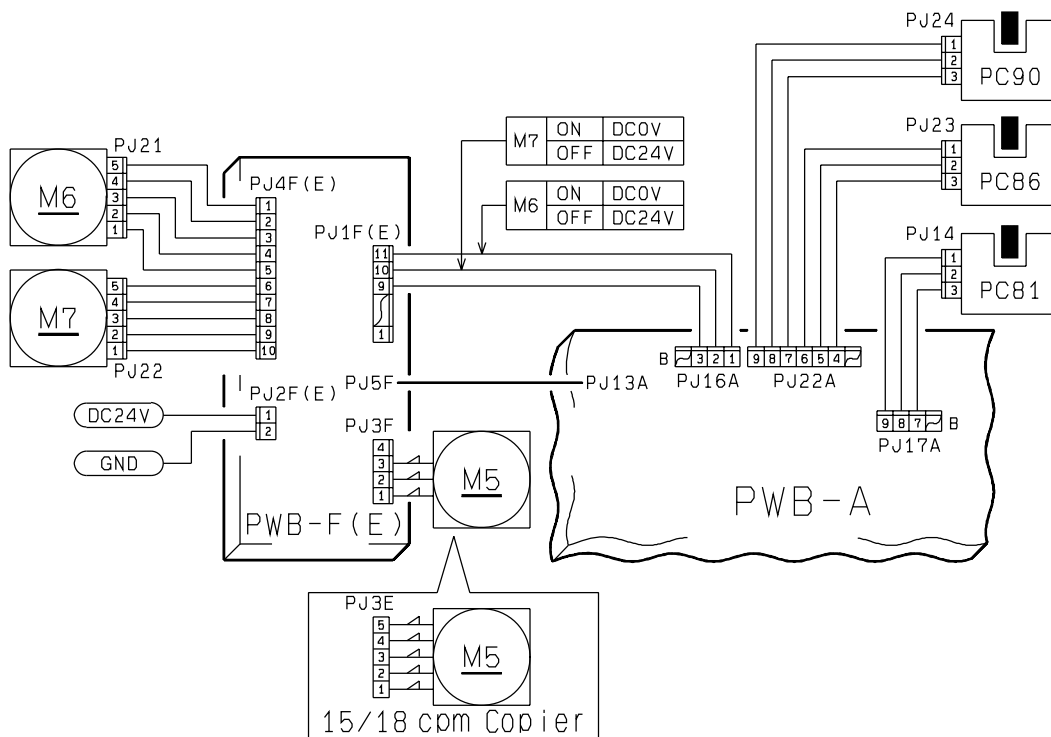 PJ24
1
2
3
PC90
PJ23
1
2
3
PC86
PJ14
1
2
3
PC81
M7 ON DC0V
OFF DC24V
M6 ON DC0V
OFF DC24V
PJ21
5
4
3
2
1
M6
M7
5
4
3
2
1
PJ22
PJ4F(E)
1
2
3
4
5
6
7
8
9
10
PJ1F(E)
11
10
9
1
B 3 2 1
PJ16A
9 8 7 6 5 4
PJ22A
9 8 7 B
PJ17A
PJ5F
PJ13A
DC24V
GND
PJ2F(E)
1
2
PJ3F
4
3
2
1
M5
PWB-F(E)
PWB-A
PJ3E
5
4
3
2
1
M5
15/18 cpm Copier